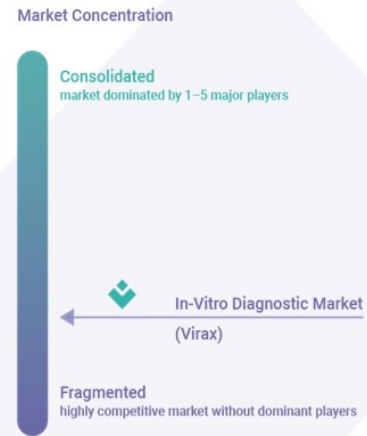 Market Concentration
Consolidated
market dominated by 1–5 major players
In-Vitro Diagnostic Market
(Virax)
Fragmented
highly competitive market without dominant players